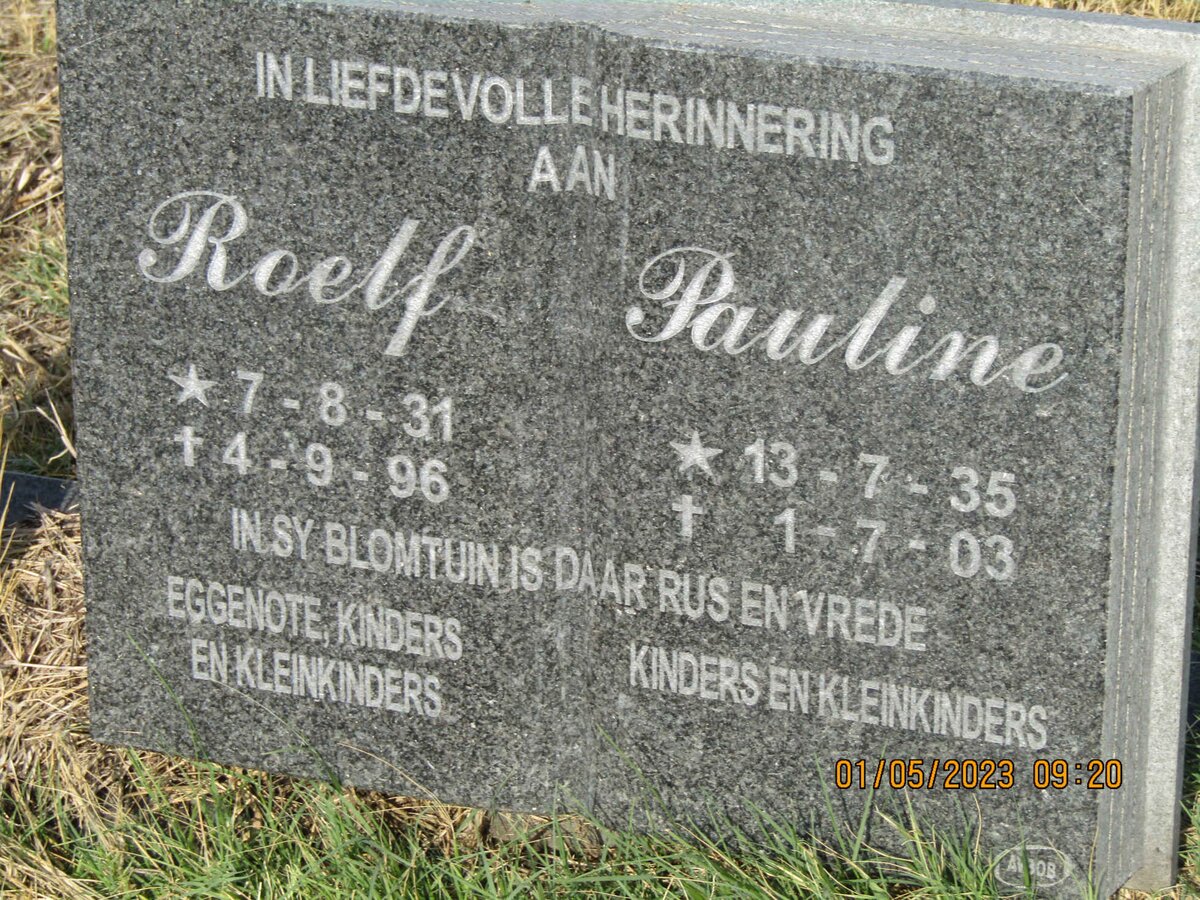 IN LIEFDEVOLLE HERINNERING
AAN
Roelf
★ 7 - 8 - 31
✝ 4 - 9 - 96
Pauline
★ 13 - 7 - 35
✝ 1 - 7 - 03
IN SY BLOMTUIN IS DAAR RUS EN VREDE
EGGENOTE, KINDERS
EN KLEINKINDERS
KINDERS EN KLEINKINDERS
01/05/2023 09:20